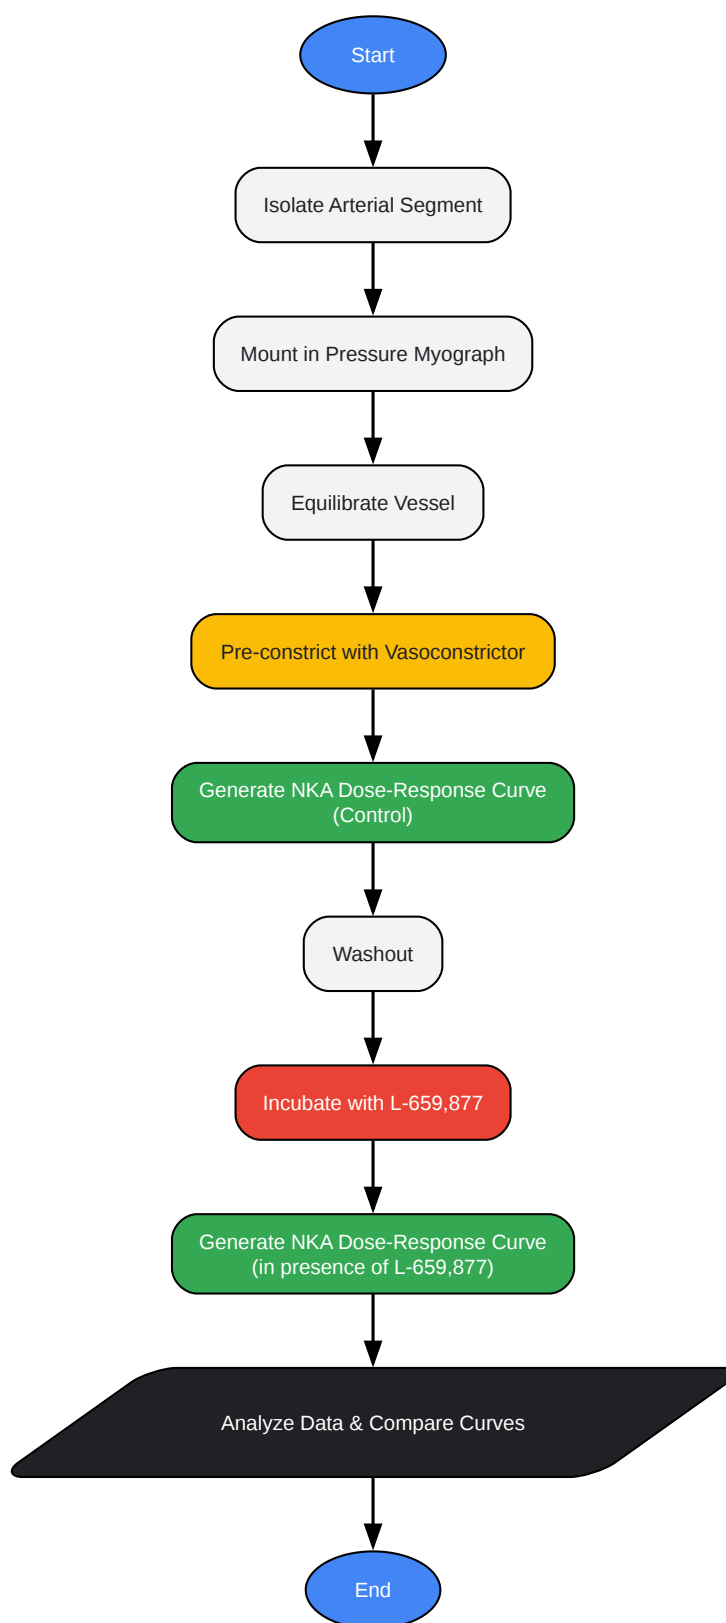 Start
Isolate Arterial Segment
Mount in Pressure Myograph
Equilibrate Vessel
Pre-constrict with Vasoconstrictor
Generate NKA Dose-Response Curve
(Control)
Washout
Incubate with L-659,877
Generate NKA Dose-Response Curve
(in presence of L-659,877)
Analyze Data & Compare Curves
End